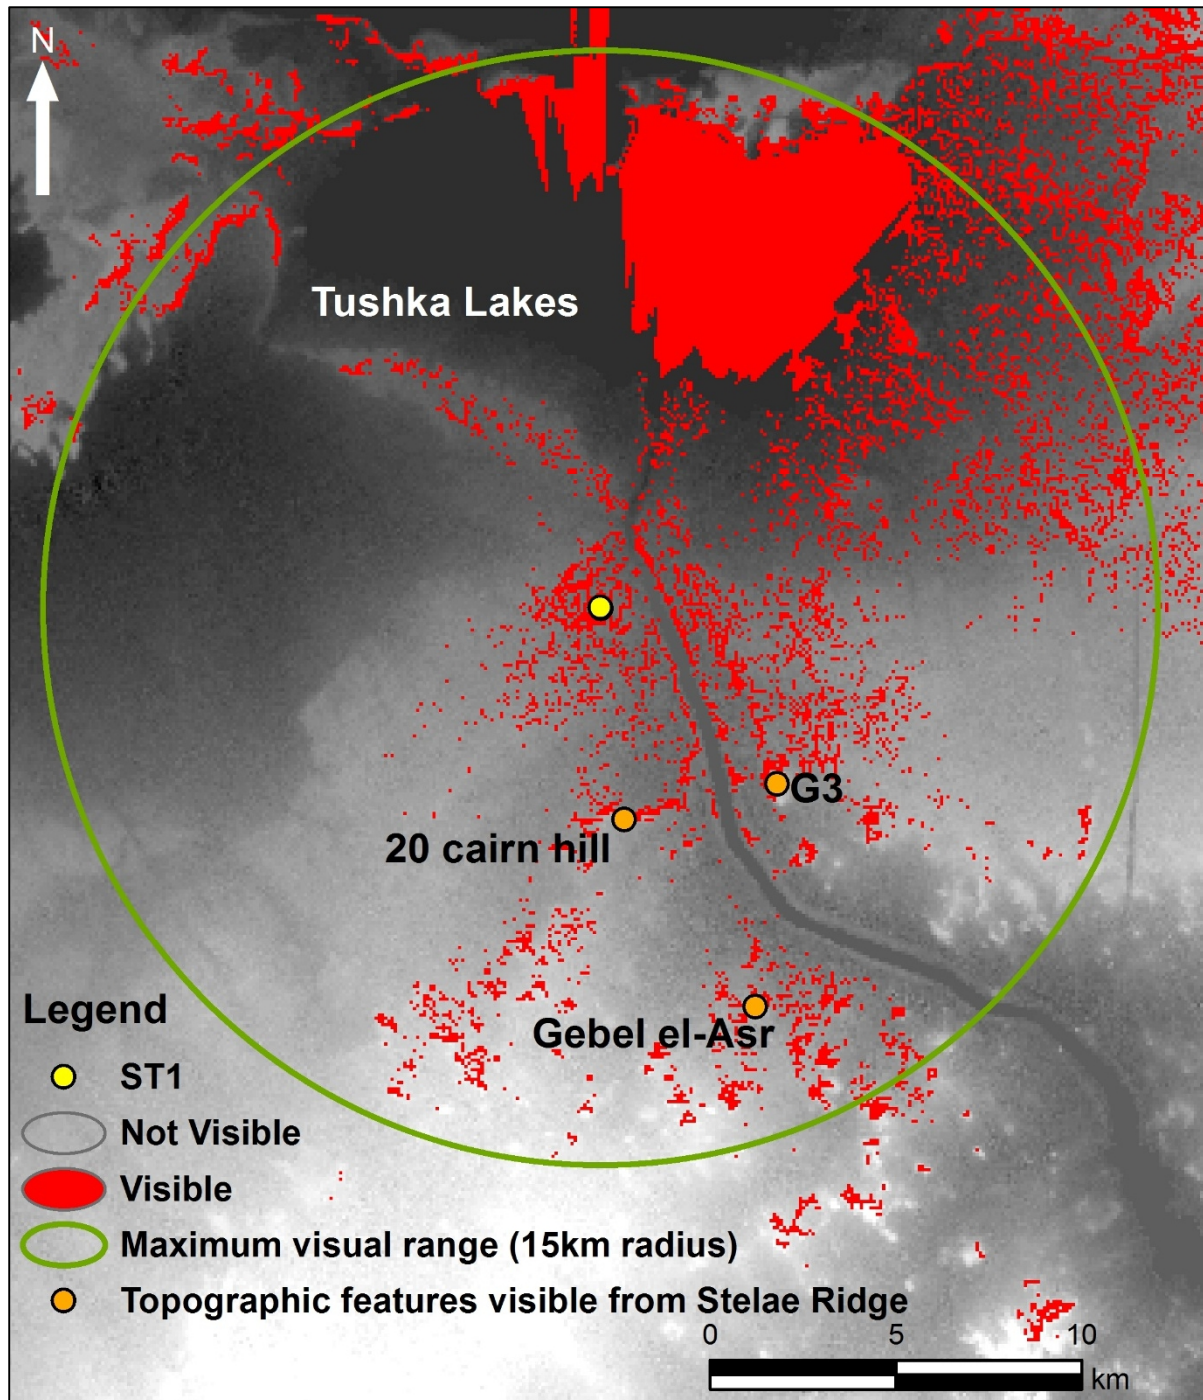 N
Tushka Lakes
G3
20 cairn hill
Gebel el-Asr
Legend
ST1
Not Visible
Visible
Maximum visual range (15km radius)
Topographic features visible from Stelae Ridge
0 5 10
km